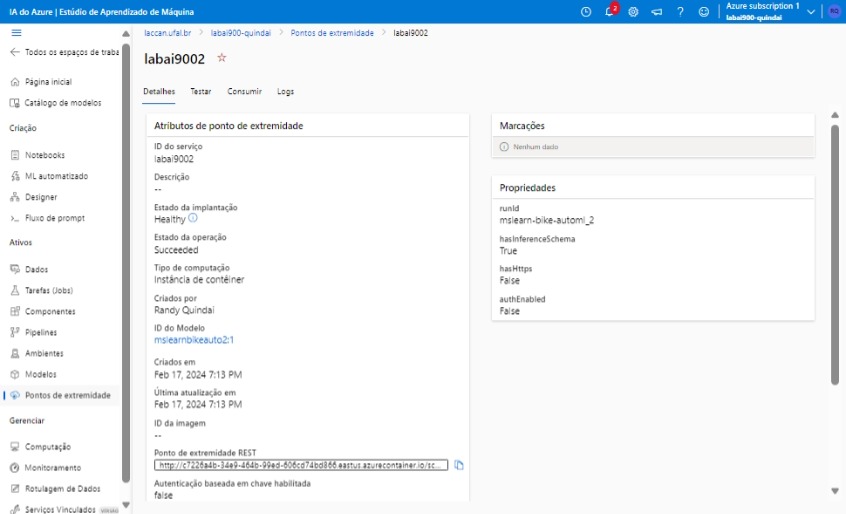 IA do Azure | Estúdio de Aprendizado de Máquina
2
?
Azure subscription 1
labai900-quindai
RQ
Todos os espaços de traba
Página inicial
Catálogo de modelos
Criação
Notebooks
ML automatizado
Designer
Fluxo de prompt
Ativos
Dados
Tarefas (Jobs)
Componentes
Pipelines
Ambientes
Modelos
Pontos de extremidade
Gerenciar
Computação
Monitoramento
Rotulagem de Dados
Serviços Vinculados
laccan.ufal.br > labai900-quindai > Pontos de extremidade > labai9002
labai9002
Detalhes Testar Consumir Logs
Atributos de ponto de extremidade
ID do serviço
labai9002
Descrição
--
Estado da implantação
Healthy
Estado da operação
Succeeded
Tipo de computação
Instância de contêiner
Criados por
Randy Quindai
ID do Modelo
mslearnbikeauto2:1
Criados em
Feb 17, 2024 7:13 PM
Última atualização em
Feb 17, 2024 7:13 PM
ID da imagem
--
Ponto de extremidade REST
http://c7226a4b-34e9-464b-99ed-606cd74bd866.eastus.azurecontainer.io/sc...
Autenticação baseada em chave habilitada
false
Marcações
Nenhum dado
Propriedades
runId
mslearn-bike-automl_2
hasInferenceSchema
True
hasHttps
False
authEnabled
False